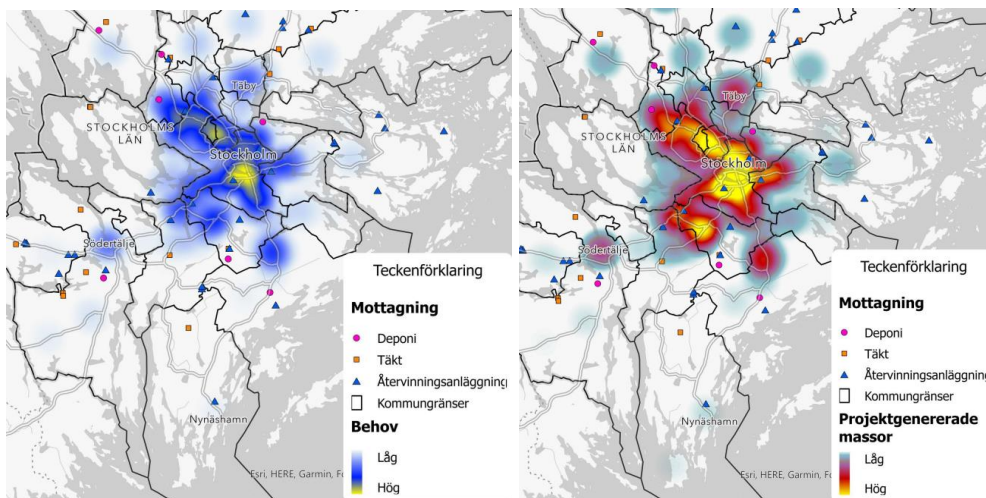 Täby
STOCKHOLMS
LÄN
Stockholm
Södertälje
Nynäshamn
Teckenförklaring
Mottagning
Deponi
Täkt
Återvinningsanläggning
Kommungränser
Behov
Låg
Hög
Esri, HERE, Garmin, Fo
Täby
STOCKHOLMS
LÄN
Stockholm
Södertälje
Nynäshamn
Teckenförklaring
Mottagning
Deponi
Täkt
Återvinningsanläggning
Kommungränser
Projektgenererade
massor
Låg
Hög
Esri, HERE, Garmin, Fo